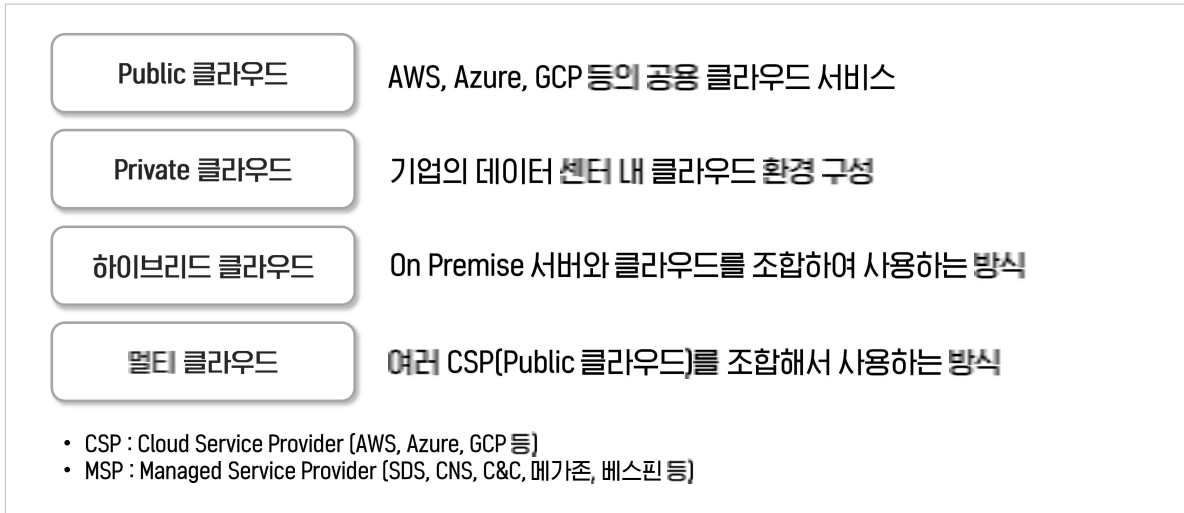 Public 클라우드
AWS, Azure, GCP 등의 공용 클라우드 서비스
Private 클라우드
기업의 데이터 센터 내 클라우드 환경 구성
하이브리드 클라우드
On Premise 서버와 클라우드를 조합하여 사용하는 방식
멀티 클라우드
여러 CSP(Public 클라우드)를 조합해서 사용하는 방식
• CSP : Cloud Service Provider (AWS, Azure, GCP 등)
• MSP : Managed Service Provider (SDS, CNS, C&C, 메가존, 베스핀 등)